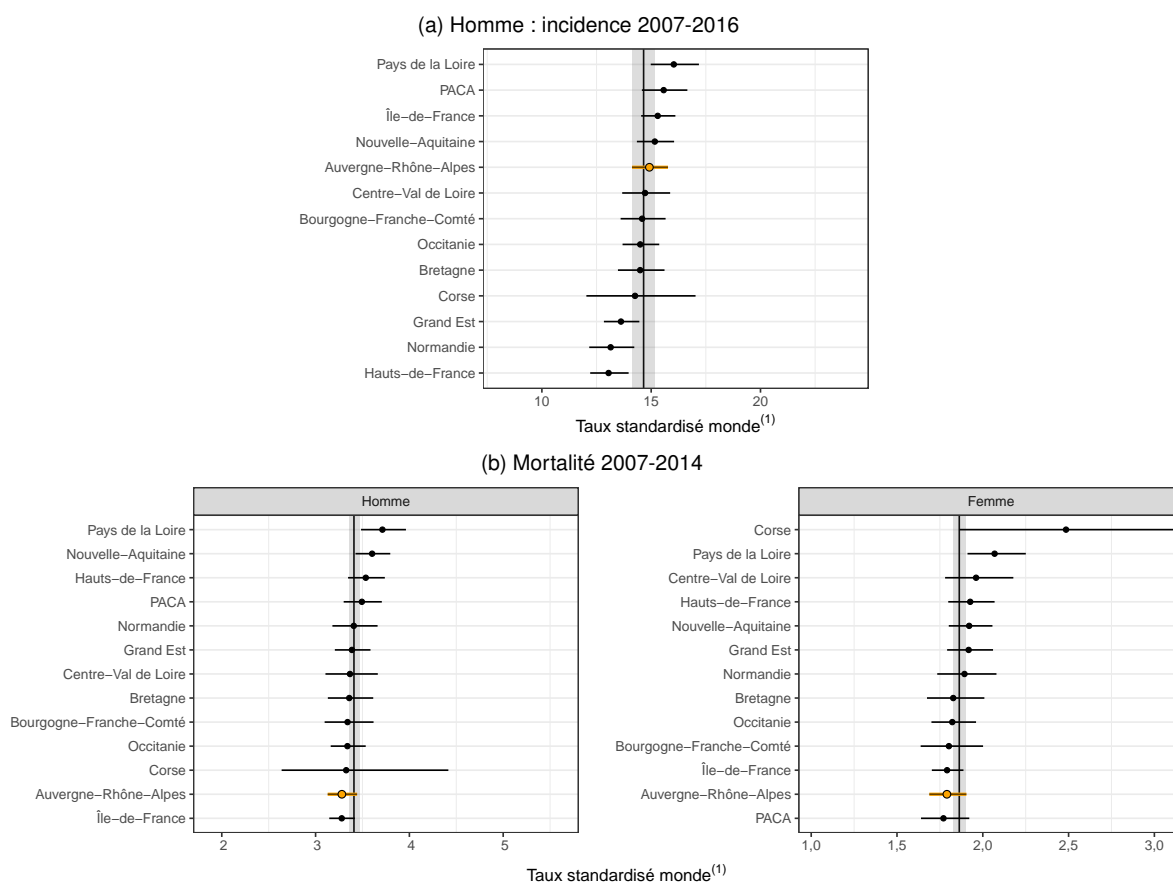 (a) Homme : incidence 2007-2016
Pays de la Loire
PACA
Île−de−France
Nouvelle−Aquitaine
Auvergne−Rhône−Alpes
Centre−Val de Loire
Bourgogne−Franche−Comté
Occitanie
Bretagne
Corse
Grand Est
Normandie
Hauts−de−France
10 15 20
Taux standardisé monde(1)
(b) Mortalité 2007-2014
Homme
Pays de la Loire
Nouvelle−Aquitaine
Hauts−de−France
PACA
Normandie
Grand Est
Centre−Val de Loire
Bretagne
Bourgogne−Franche−Comté
Occitanie
Corse
Auvergne−Rhône−Alpes
Île−de−France
2 3 4 5
Femme
Corse
Pays de la Loire
Centre−Val de Loire
Hauts−de−France
Nouvelle−Aquitaine
Grand Est
Normandie
Bretagne
Occitanie
Bourgogne−Franche−Comté
Île−de−France
Auvergne−Rhône−Alpes
PACA
1,0 1,5 2,0 2,5 3,0
Taux standardisé monde(1)